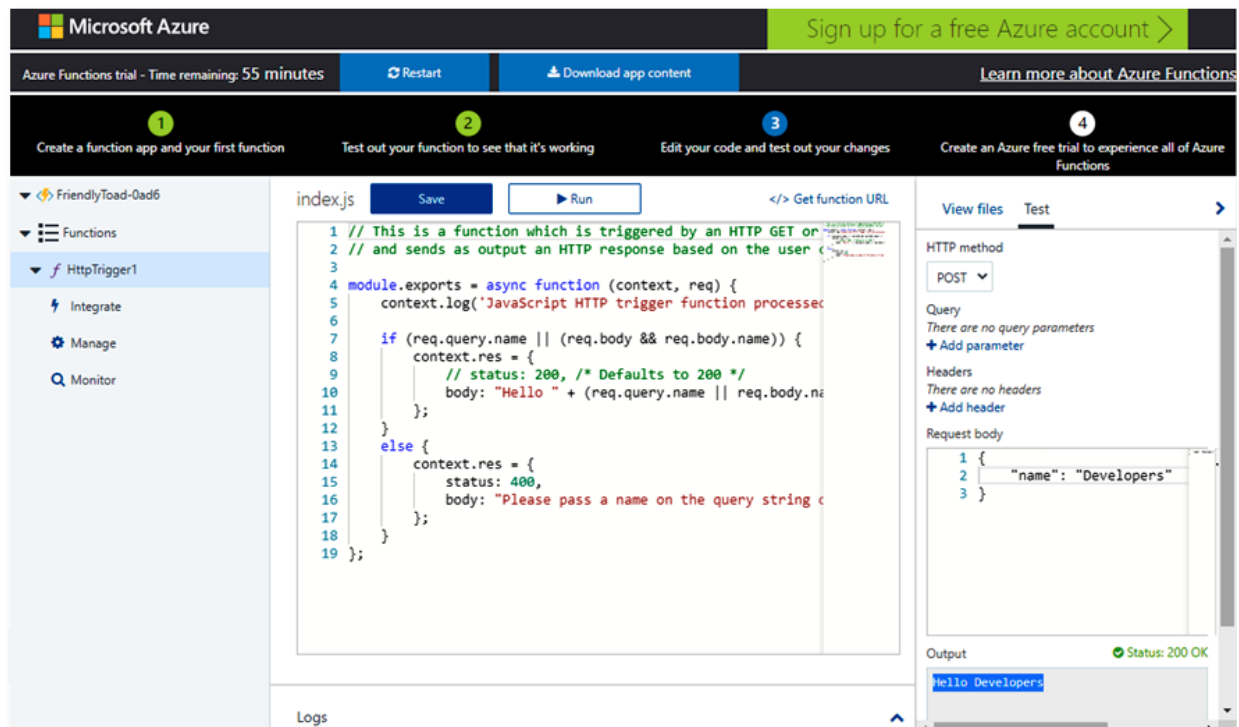 Microsoft Azure
Sign up for a free Azure account
Azure Functions trial - Time remaining: 55 minutes
Restart
Download app content
Learn more about Azure Functions
1
Create a function app and your first function
2
Test out your function to see that it's working
3
Edit your code and test out your changes
4
Create an Azure free trial to experience all of Azure
Functions
FriendlyToad-0ad6
Functions
HttpTrigger1
Integrate
Manage
Monitor
index.js
Save
Run
</> Get function URL
1 // This is a function which is triggered by an HTTP GET or
2 // and sends as output an HTTP response based on the user
3
4 module.exports = async function (context, req) {
5 context.log('JavaScript HTTP trigger function processed
6
7 if (req.query.name || (req.body && req.body.name)) {
8 context.res = {
9 // status: 200, /* Defaults to 200 */
10 body: "Hello " + (req.query.name || req.body.na
11 };
12 }
13 else {
14 context.res = {
15 status: 400,
16 body: "Please pass a name on the query string
17 };
18 }
19 };
Logs
View files
Test
HTTP method
POST
Query
There are no query parameters
+ Add parameter
Headers
There are no headers
+ Add header
Request body
1 {
2 "name": "Developers"
3 }
Output
Status: 200 OK
Hello Developers